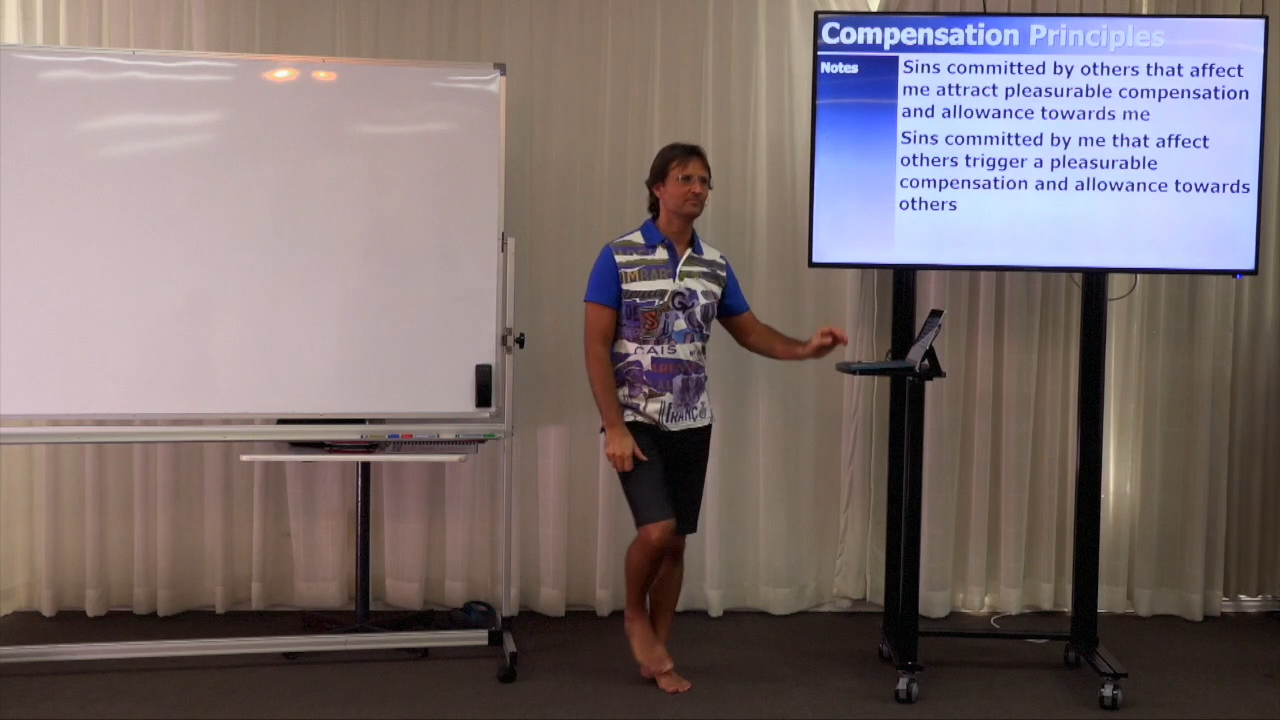 Compensation Principles
Notes
Sins committed by others that affect
me attract pleasurable compensation
and allowance towards me
Sins committed by me that affect
others trigger a pleasurable
compensation and allowance towards
others
CAIS